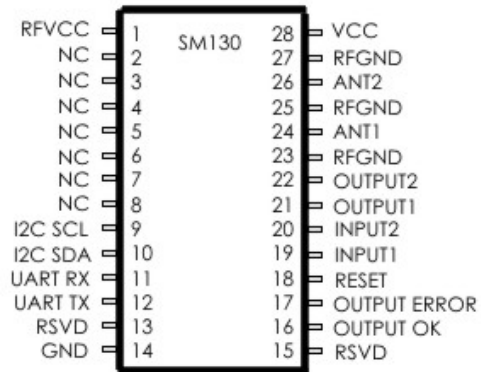 SM130
RFVCC 1 28 VCC
NC 2 27 RFGND
NC 3 26 ANT2
NC 4 25 RFGND
NC 5 24 ANT1
NC 6 23 RFGND
NC 7 22 OUTPUT2
NC 8 21 OUTPUT1
I2C SCL 9 20 INPUT2
I2C SDA 10 19 INPUT1
UART RX 11 18 RESET
UART TX 12 17 OUTPUT ERROR
RSVD 13 16 OUTPUT OK
GND 14 15 RSVD